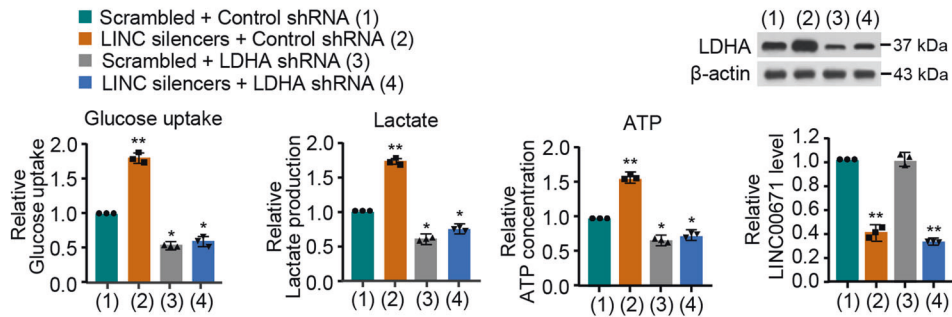 Scrambled + Control shRNA (1)
LINC silencers + Control shRNA (2)
Scrambled + LDHA shRNA (3)
LINC silencers + LDHA shRNA (4)
(1) (2) (3) (4)
LDHA
37 kDa
β-actin
43 kDa
Glucose uptake
Relative
Glucose uptake
2.0
1.5
1.0
0.5
0
**
*
*
(1) (2) (3) (4)
Lactate
Relative
Lactate production
2.0
1.5
1.0
0.5
0
**
*
*
(1) (2) (3) (4)
ATP
Relative
ATP concentration
2.0
1.5
1.0
0.5
0
**
*
*
(1) (2) (3) (4)
Relative
LINC00671 level
1.2
1.0
0.8
0.6
0.4
0.2
0
**
**
(1) (2) (3) (4)